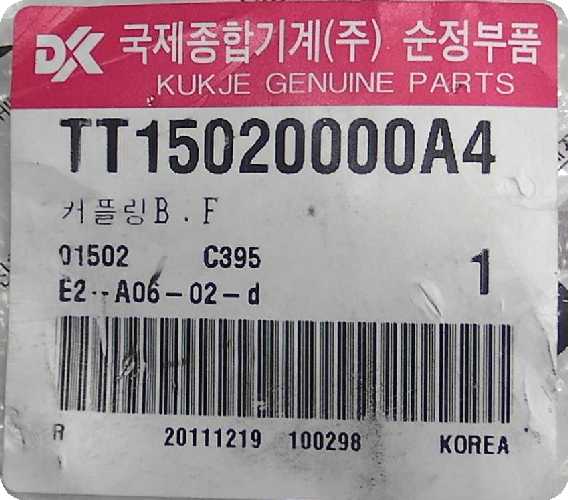 DK 국제종합기계(주) 순정부품
KUKJE GENUINE PARTS
TT15020000A4
커플링B.F
01502 C395 1
E2-A06-02-d
R 20111219 100298 KOREA